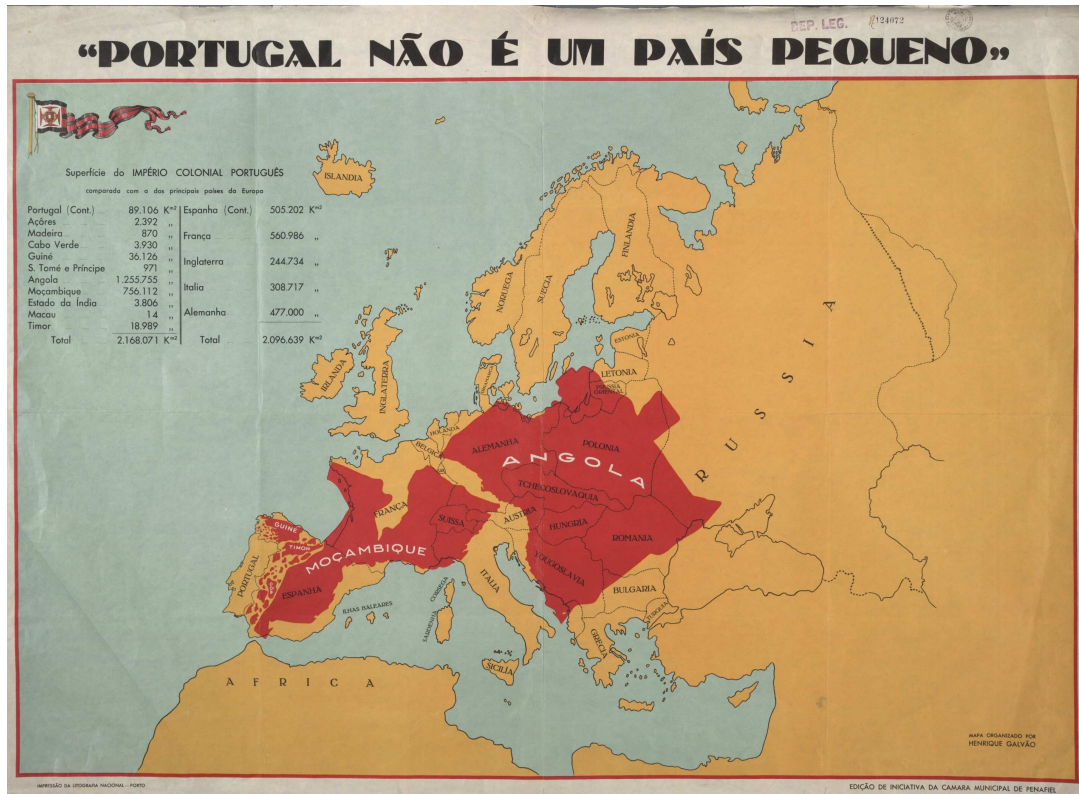 DEP. LEG.
124072
“PORTUGAL NÃO É UM PAÍS PEQUENO„
Superfície do IMPÉRIO COLONIAL PORTUGUÊS
comparada com a dos principais países da Europa
Portugal (Cont.) 89.106 Km²
Açôres 2.392 „
Madeira 870 „
Cabo Verde 3.930 „
Guiné 36.126 „
S. Tomé e Príncipe 971 „
Angola 1.255.755 „
Moçambique 756.112 „
Estado da Índia 3.806 „
Macau 14 „
Timor 18.989 „
Total 2.168.071 Km²
Espanha (Cont.) 505.202 Km²
França 560.986 „
Inglaterra 244.734 „
Italia 308.717 „
Alemanha 477.000 „
Total 2.096.639 Km²
ISLANDIA
NORUEGA
SUECIA
FINLANDIA
RUSSIA
ESTONIA
LETONIA
IRLANDA
INGLATERRA
DINAMARCA
PRUSSIA
ORIENTAL
HOLANDA
BELGICA
ALEMANHA
POLONIA
ANGOLA
TCHECOSLOVAQUIA
FRANÇA
SUISSA
AUSTRIA
HUNGRIA
ROMANIA
GUINÉ
TIMOR
MOÇAMBIQUE
PORTUGAL
ESPANHA
ITALIA
YOUGOSLAVIA
BULGARIA
TURQUIA
ILHAS BALEARES
CORSEGA
SARDENHA
GRECIA
SICILIA
AFRICA
MAPA ORGANIZADO POR
HENRIQUE GALVÃO
IMPRESSÃO DA LITOGRAFIA NACIONAL - PORTO
EDIÇÃO DE INICIATIVA DA CAMARA MUNICIPAL DE PENAFIEL